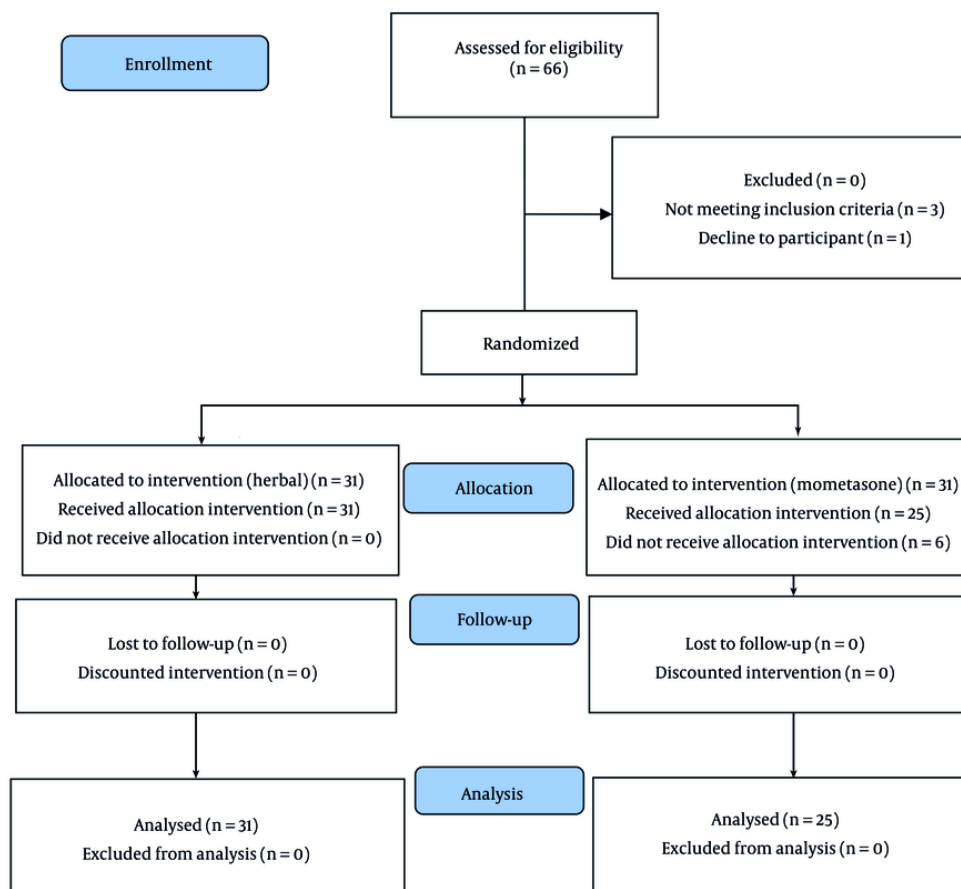 Enrollment
Assessed for eligibility
(n = 66)
Excluded (n = 0)
Not meeting inclusion criteria (n = 3)
Decline to participant (n = 1)
Randomized
Allocated to intervention (herbal) (n = 31)
Received allocation intervention (n = 31)
Did not receive allocation intervention (n = 0)
Allocation
Allocated to intervention (mometasone) (n = 31)
Received allocation intervention (n = 25)
Did not receive allocation intervention (n = 6)
Lost to follow-up (n = 0)
Discounted intervention (n = 0)
Follow-up
Lost to follow-up (n = 0)
Discounted intervention (n = 0)
Analysed (n = 31)
Excluded from analysis (n = 0)
Analysis
Analysed (n = 25)
Excluded from analysis (n = 0)